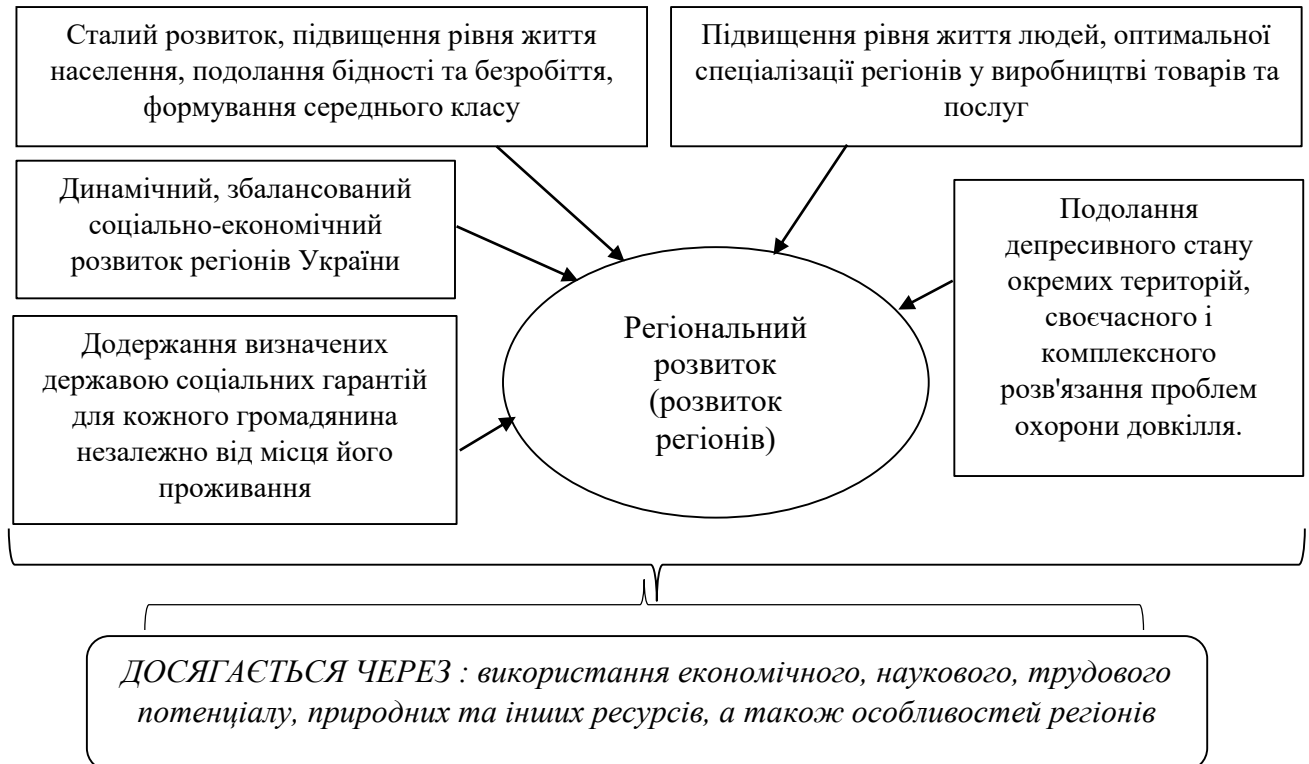 Сталий розвиток, підвищення рівня життя
населення, подолання бідності та безробіття,
формування середнього класу
Підвищення рівня життя людей, оптимальної
спеціалізації регіонів у виробництві товарів та
послуг
Динамічний, збалансований
соціально-економічний
розвиток регіонів України
Подолання
депресивного стану
окремих територій,
своєчасного і
комплексного
розв'язання проблем
охорони довкілля.
Додержання визначених
державою соціальних гарантій
для кожного громадянина
незалежно від місця його
проживання
Регіональний
розвиток
(розвиток
регіонів)
ДОСЯГАЄТЬСЯ ЧЕРЕЗ : використання економічного, наукового, трудового
потенціалу, природних та інших ресурсів, а також особливостей регіонів